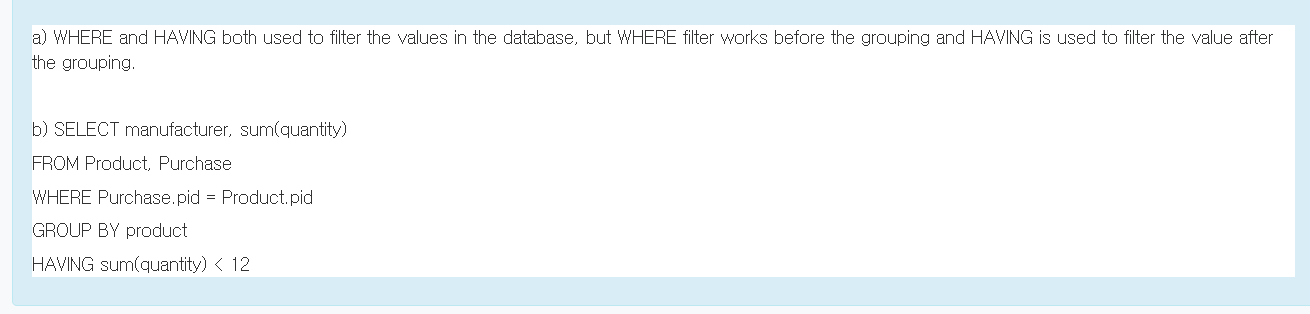 a) WHERE and HAVING both used to filter the values in the database, but WHERE filter works before the grouping and HAVING is used to filter the value after
the grouping.
b) SELECT manufacturer, sum(quantity)
FROM Product, Purchase
WHERE Purchase.pid = Product.pid
GROUP BY product
HAVING sum(quantity) < 12